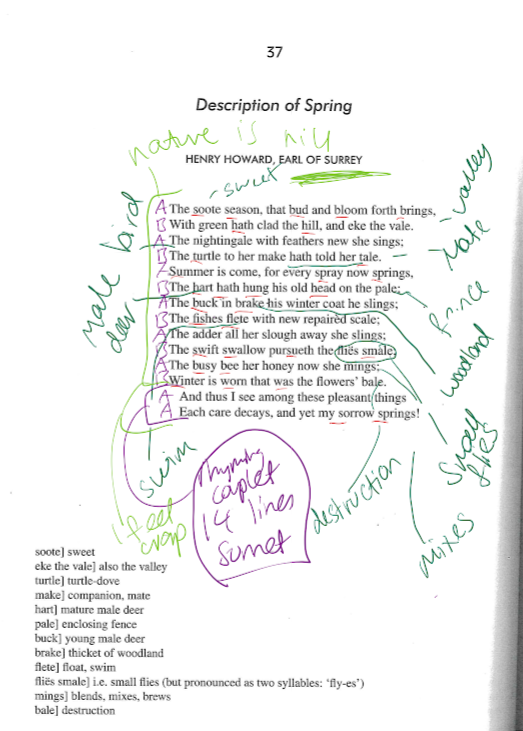 37
Description of Spring
nature is
HENRY HOWARD, EARL OF SURREY
sweet
valley
Mate
male bird
deer
A The soote season, that bud and bloom forth brings,
B With green hath clad the hill, and eke the vale.
A The nightingale with feathers new she sings;
B The turtle to her make hath told her tale.
A Summer is come, for every spray now springs,
B The hart hath hung his old head on the pale;
A The buck in brake his winter coat he slings;
B The fishes flete with new repaired scale;
A The adder all her slough away she slings;
B The swift swallow pursueth the fliës smale;
A The busy bee her honey now she mings;
B Winter is worn that was the flowers' bale.
A And thus I see among these pleasant things
A Each care decays, and yet my sorrow springs!
woodland
small
flies
swim
Rhyming
caplet
14 lines
Sunnet
destruction
mixes
I feel
crap
soote] sweet
eke the vale] also the valley
turtle] turtle-dove
make] companion, mate
hart] mature male deer
pale] enclosing fence
buck] young male deer
brake] thicket of woodland
flete] float, swim
fliës smale] i.e. small flies (but pronounced as two syllables: 'fly-es')
mings] blends, mixes, brews
bale] destruction